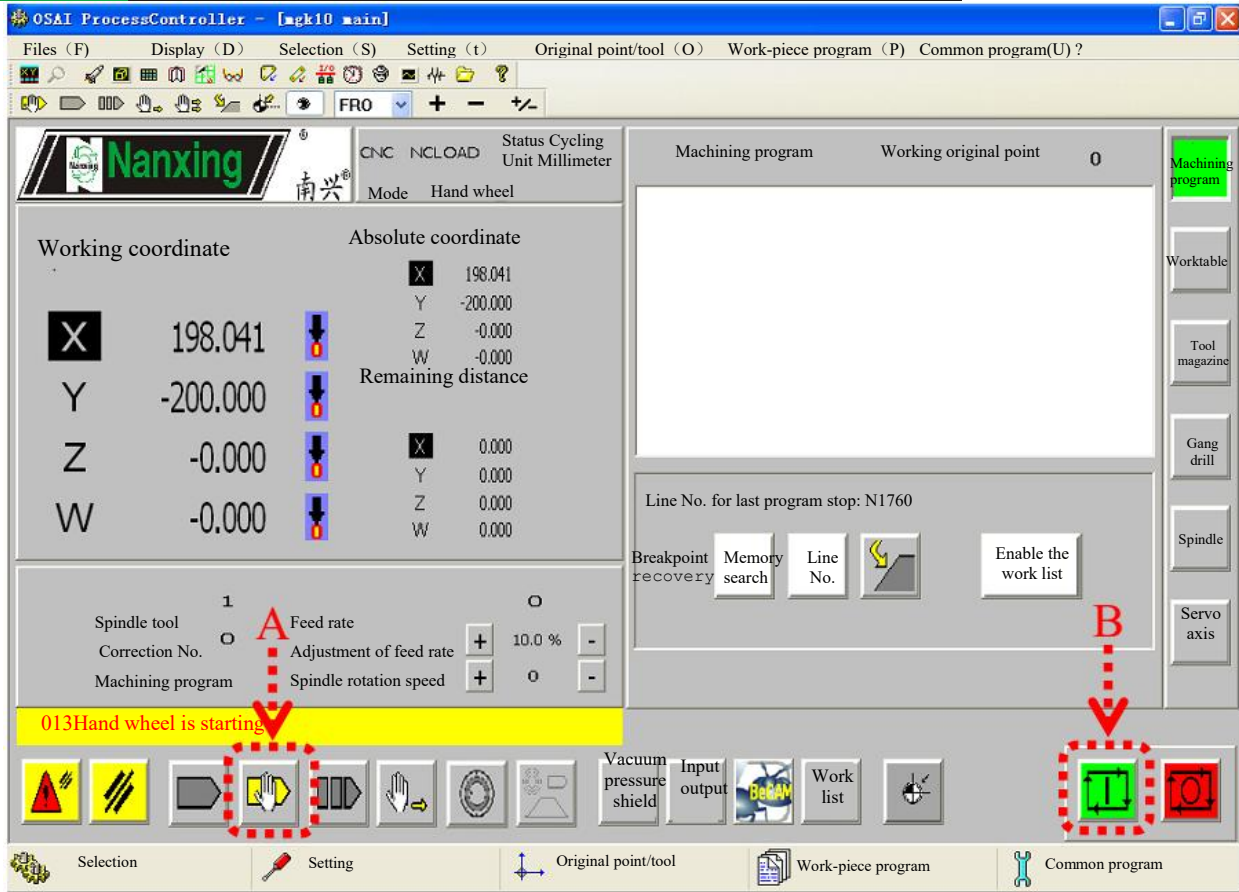 OSAI ProcessController - [mgk10 main]
Files (F) Display (D) Selection (S) Setting (t) Original point/tool (O) Work-piece program (P) Common program(U) ?
XY I/O
FRO + - +/-
Nanxing
Nanxing
®
南兴®
CNC NCLOAD
Status Cycling
Unit Millimeter
Mode Hand wheel
Working coordinate
X 198.041 0
Y -200.000 0
Z -0.000 0
W -0.000 0
Absolute coordinate
X 198.041
Y -200.000
Z -0.000
W -0.000
Remaining distance
X 0.000
Y 0.000
Z 0.000
W 0.000
1
Spindle tool
Correction No. 0
Machining program
A
0
Feed rate
Adjustment of feed rate + 10.0 % -
Spindle rotation speed + 0 -
013Hand wheel is starting
Machining program Working original point 0
Line No. for last program stop: N1760
Breakpoint
recovery
Memory
search
Line
No.
Enable the
work list
B
Machining
program
Worktable
Tool
magazine
Gang
drill
Spindle
Servo
axis
Vacuum
pressure
shield
Input
output
BeCAM
Work
list
Selection Setting Original point/tool Work-piece program Common program